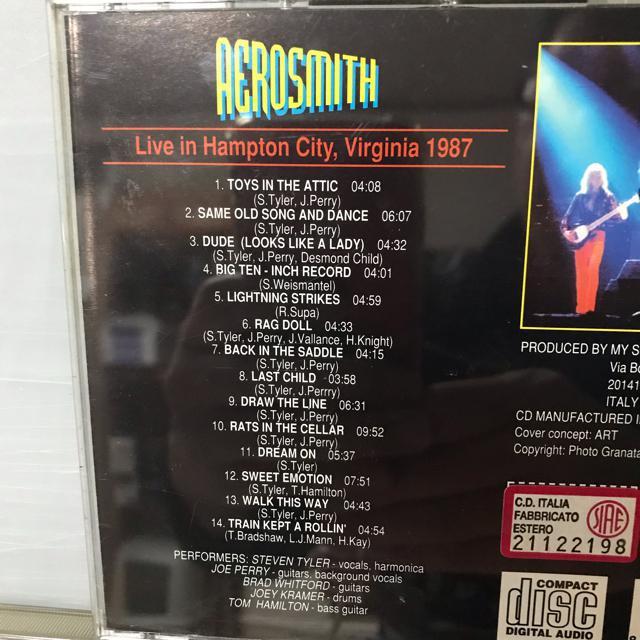 AEROSMITH
Live in Hampton City, Virginia 1987
1. TOYS IN THE ATTIC 04:08
(S.Tyler, J.Perry)
2. SAME OLD SONG AND DANCE 06:07
(S.Tyler, J.Perry)
3. DUDE (LOOKS LIKE A LADY) 04:32
(S.Tyler, J.Perry, Desmond Child)
4. BIG TEN - INCH RECORD 04:01
(S.Weismantel)
5. LIGHTNING STRIKES 04:59
(R.Supa)
6. RAG DOLL 04:33
(S.Tyler, J.Perry, J.Vallance, H.Knight)
7. BACK IN THE SADDLE 04:15
(S.Tyler, J.Perry)
8. LAST CHILD 03:58
(S.Tyler, J.Perry)
9. DRAW THE LINE 06:31
(S.Tyler, J.Perry)
10. RATS IN THE CELLAR 09:52
(S.Tyler, J.Perry)
11. DREAM ON 05:37
(S.Tyler)
12. SWEET EMOTION 07:51
(S.Tyler, T.Hamilton)
13. WALK THIS WAY 04:43
(S.Tyler, J.Perry)
14. TRAIN KEPT A ROLLIN' 04:54
(T.Bradshaw, L.J.Mann, H.Kay)
PERFORMERS: STEVEN TYLER - vocals, harmonica
JOE PERRY - guitars, background vocals
BRAD WHITFORD - guitars
JOEY KRAMER - drums
TOM HAMILTON - bass guitar
PRODUCED BY MY S
Via Bo
20141
ITALY
CD MANUFACTURED I
Cover concept: ART
Copyright: Photo Granata
C.D. ITALIA
FABBRICATO
ESTERO
SIAE
21122198
COMPACT
disc
DIGITAL AUDIO